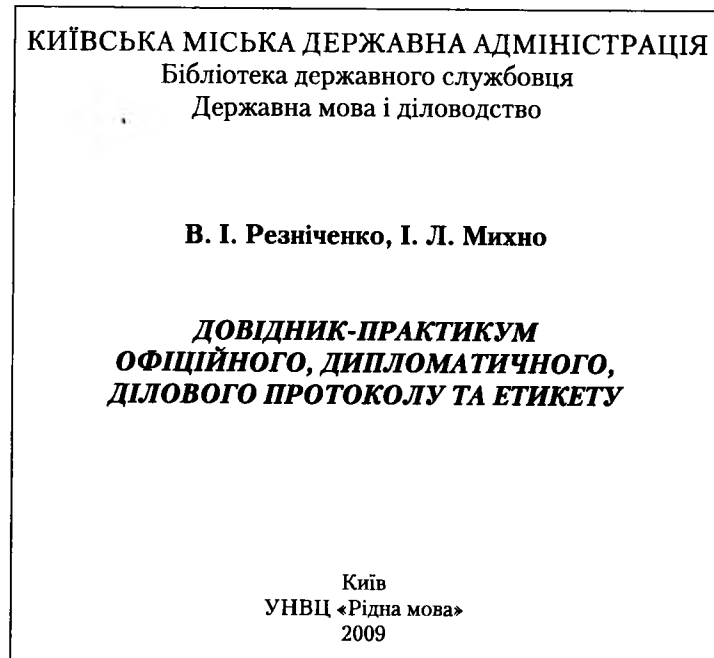 КИЇВСЬКА МІСЬКА ДЕРЖАВНА АДМІНІСТРАЦІЯ
Бібліотека державного службовця
Державна мова і діловодство
В. І. Резніченко, І. Л. Михно
ДОВІДНИК-ПРАКТИКУМ
ОФІЦІЙНОГО, ДИПЛОМАТИЧНОГО,
ДІЛОВОГО ПРОТОКОЛУ ТА ЕТИКЕТУ
Київ
УНВЦ «Рідна мова»
2009